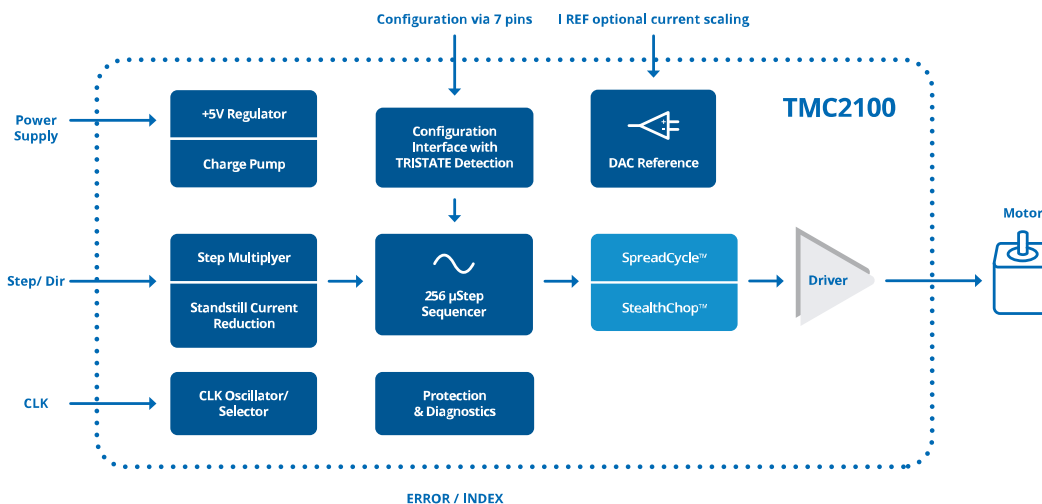 Configuration via 7 pins
I REF optional current scaling
TMC2100
Power
Supply
+5V Regulator
Charge Pump
Configuration
Interface with
TRISTATE Detection
DAC Reference
Motor
Step/ Dir
Step Multiplyer
Standstill Current
Reduction
256 µStep
Sequencer
SpreadCycle™
StealthChop™
Driver
CLK
CLK Oscillator/
Selector
Protection
& Diagnostics
ERROR / INDEX